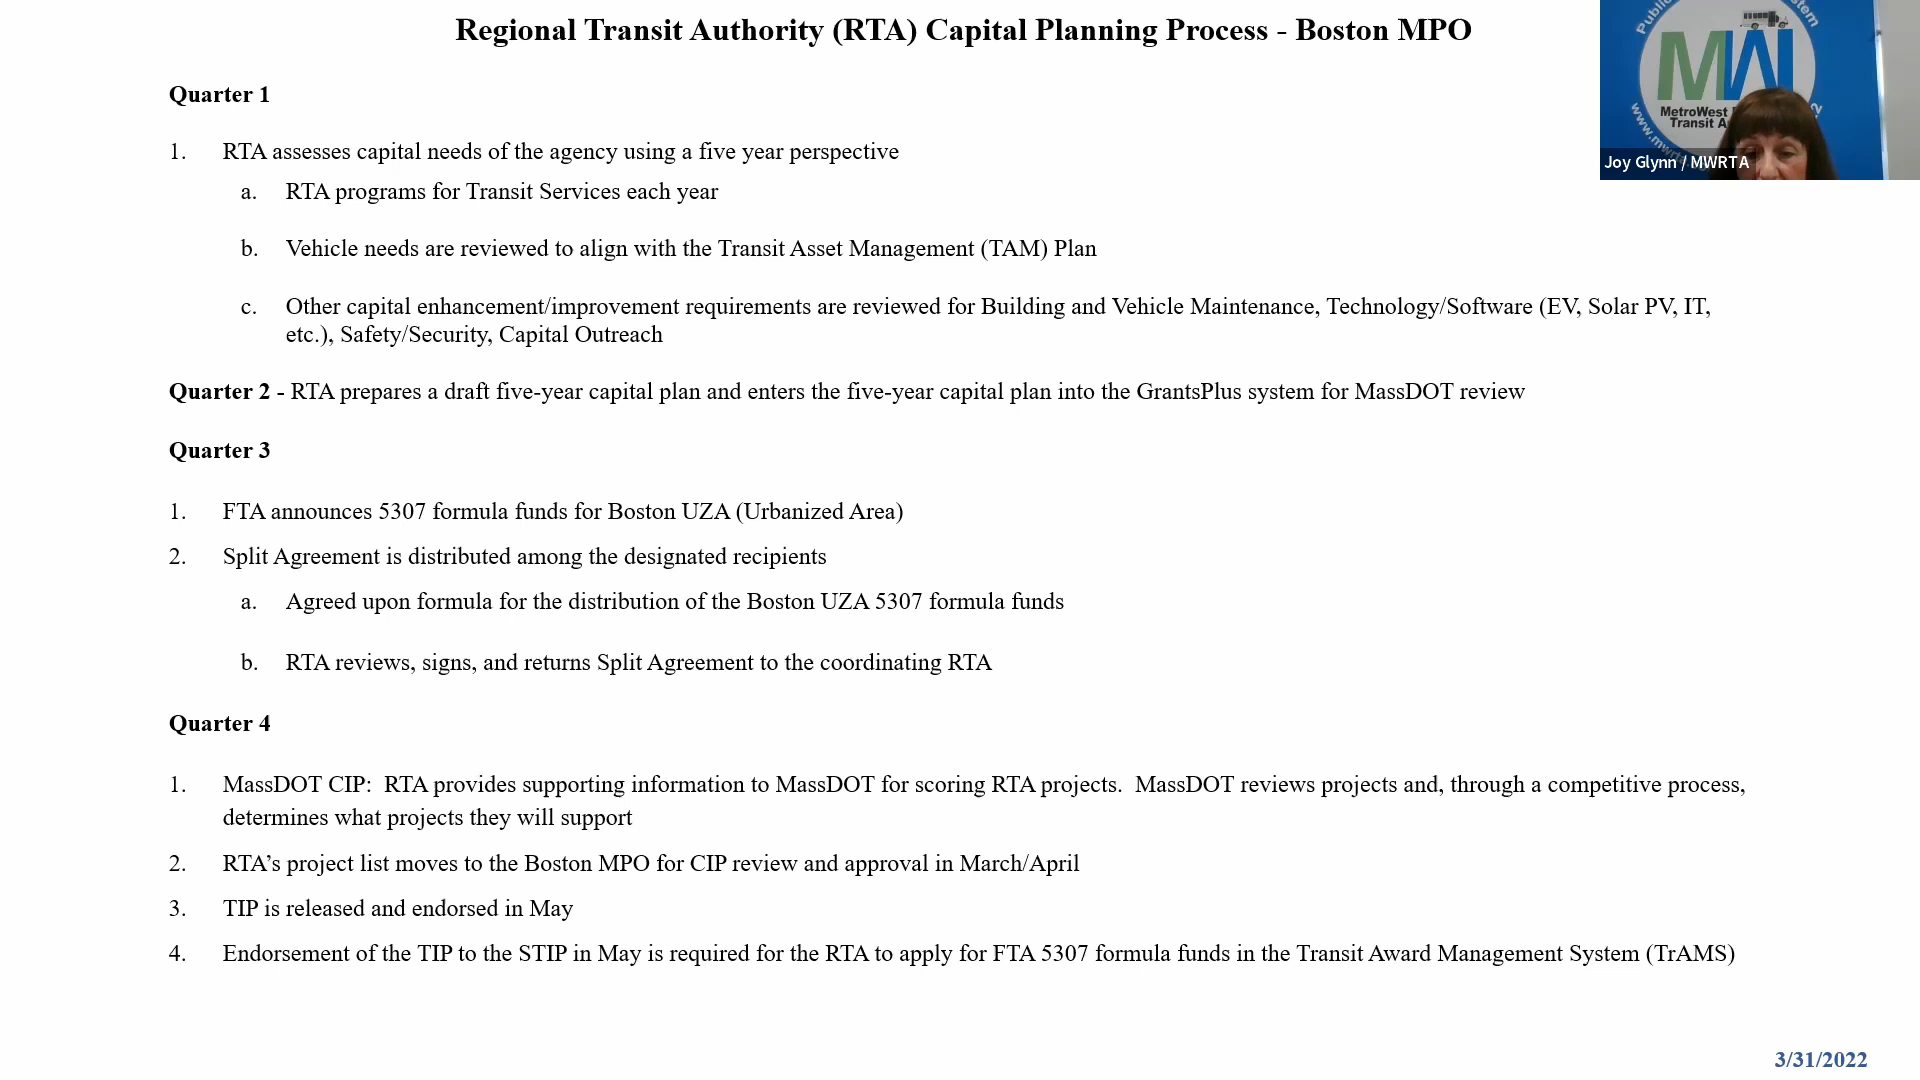 Regional Transit Authority (RTA) Capital Planning Process - Boston MPO
Quarter 1
1. RTA assesses capital needs of the agency using a five year perspective
a. RTA programs for Transit Services each year
b. Vehicle needs are reviewed to align with the Transit Asset Management (TAM) Plan
c. Other capital enhancement/improvement requirements are reviewed for Building and Vehicle Maintenance, Technology/Software (EV, Solar PV, IT,
etc.), Safety/Security, Capital Outreach
Quarter 2 - RTA prepares a draft five-year capital plan and enters the five-year capital plan into the GrantsPlus system for MassDOT review
Quarter 3
1. FTA announces 5307 formula funds for Boston UZA (Urbanized Area)
2. Split Agreement is distributed among the designated recipients
a. Agreed upon formula for the distribution of the Boston UZA 5307 formula funds
b. RTA reviews, signs, and returns Split Agreement to the coordinating RTA
Quarter 4
1. MassDOT CIP:  RTA provides supporting information to MassDOT for scoring RTA projects.  MassDOT reviews projects and, through a competitive process,
determines what projects they will support
2. RTA’s project list moves to the Boston MPO for CIP review and approval in March/April
3. TIP is released and endorsed in May
4. Endorsement of the TIP to the STIP in May is required for the RTA to apply for FTA 5307 formula funds in the Transit Award Management System (TrAMS)
3/31/2022
MetroWest
Transit
Joy Glynn / MWRTA